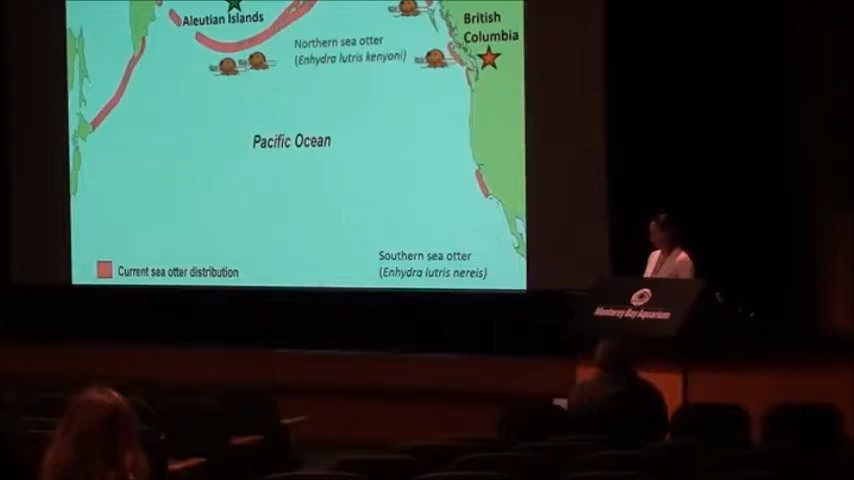 Aleutian Islands
British
Columbia
Northern sea otter
(Enhydra lutris kenyoni)
Pacific Ocean
Southern sea otter
(Enhydra lutris nereis)
Current sea otter distribution
Monterey Bay Aquarium